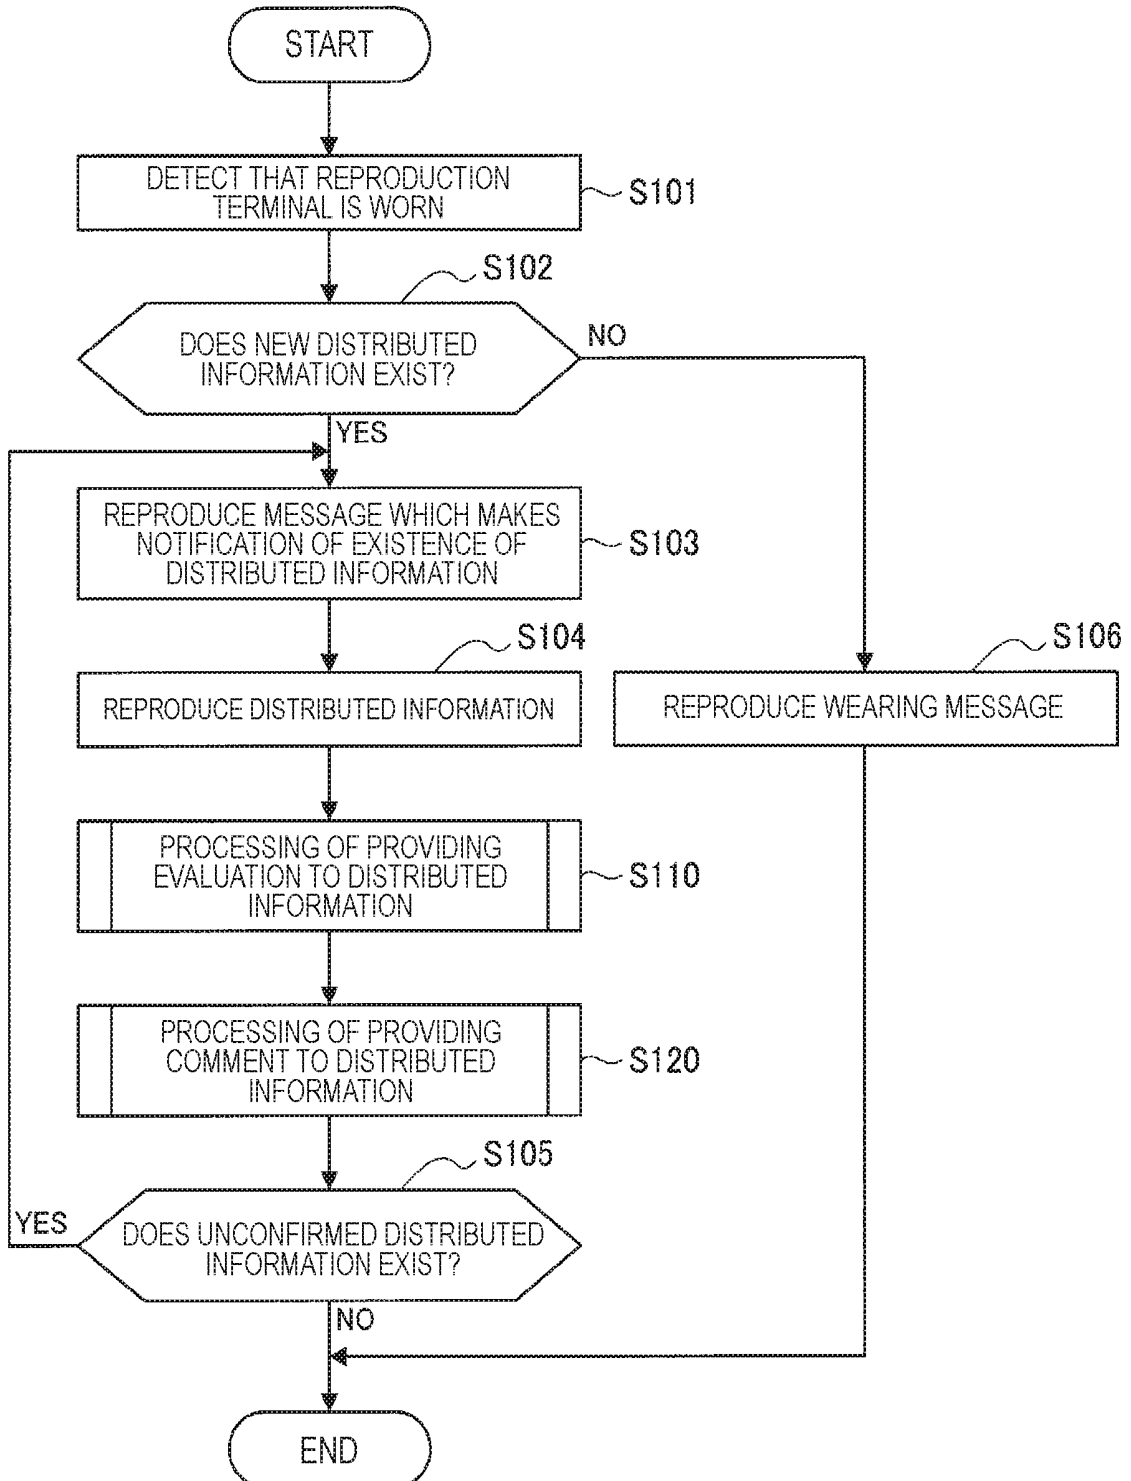 START
DETECT THAT REPRODUCTION
TERMINAL IS WORN
S101
S102
DOES NEW DISTRIBUTED
INFORMATION EXIST?
NO
YES
REPRODUCE MESSAGE WHICH MAKES
NOTIFICATION OF EXISTENCE OF
DISTRIBUTED INFORMATION
S103
S104
REPRODUCE DISTRIBUTED INFORMATION
S106
REPRODUCE WEARING MESSAGE
PROCESSING OF PROVIDING
EVALUATION TO DISTRIBUTED
INFORMATION
S110
PROCESSING OF PROVIDING
COMMENT TO DISTRIBUTED
INFORMATION
S120
S105
YES
DOES UNCONFIRMED DISTRIBUTED
INFORMATION EXIST?
NO
END